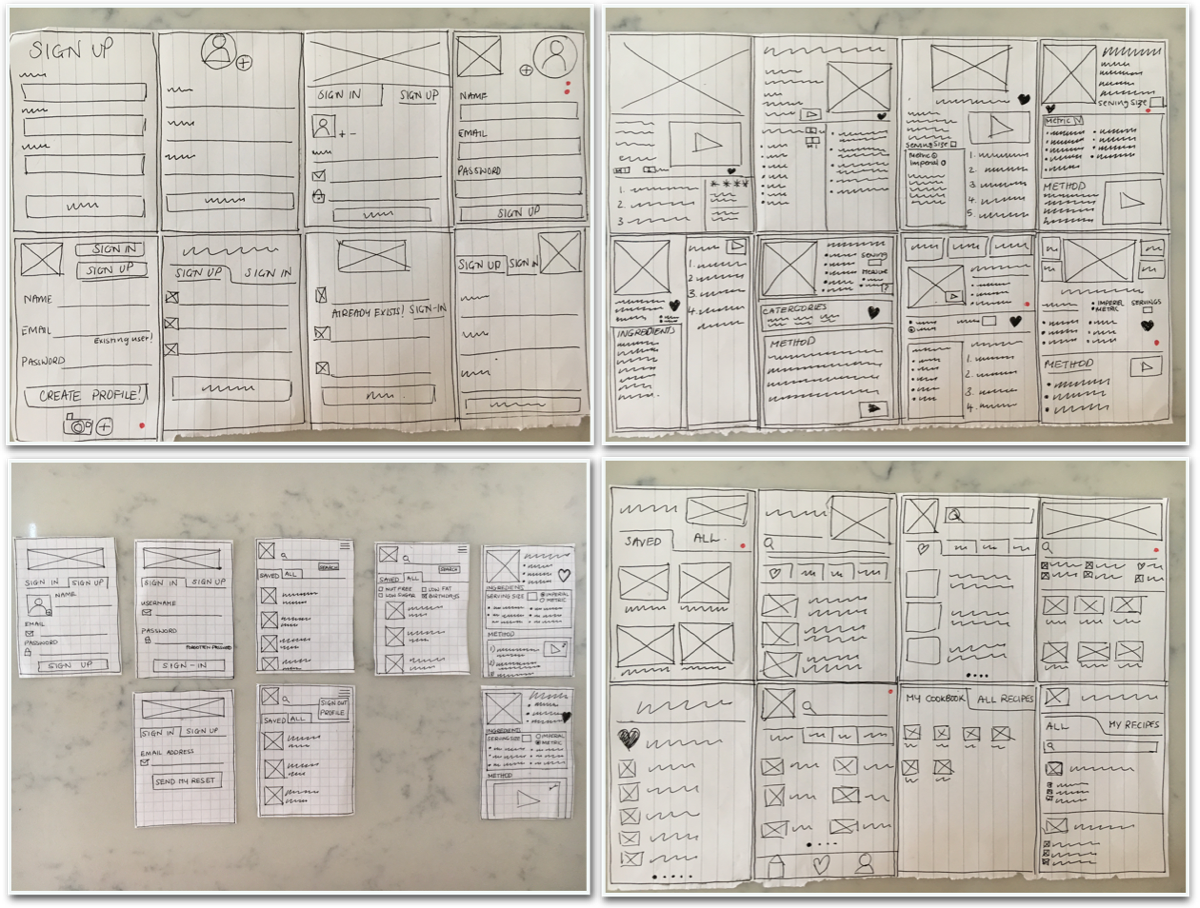 SIGN UP
SIGN IN SIGN UP
NAME
EMAIL
PASSWORD
SIGN UP
SIGN IN
SIGN UP
NAME
EMAIL
Existing user!
PASSWORD
CREATE PROFILE!
SIGN UP SIGN IN
ALREADY EXISTS! SIGN-IN
SIGN UP SIGN IN
1.
2.
3.
SERVING SIZE
Metric
Imperial
1.
2.
3.
4.
5.
SERVING SIZE
METRIC
METHOD
INGREDIENTS
1.
2.
3.
4.
SERVING
METRIC
CATERGORIES
METHOD
1.
2.
3.
4.
IMPEREL
METRIC
SERVINGS
METHOD
SIGN IN SIGN UP
NAME
EMAIL
PASSWORD
SIGN UP
SIGN IN SIGN UP
USERNAME
PASSWORD
FORGOTTEN PASSWORD
SIGN-IN
SEARCH
SAVED ALL
SEARCH
SAVED ALL
NUT FREE LOW FAT
LOW SUGAR BIRTHDAYS
INGREDIENTS
SERVING SIZE IMPERIAL
METRIC
METHOD
1)
2)
SIGN IN SIGN UP
EMAIL ADDRESS
SEND MY RESET
SIGN OUT
PROFILE
SAVED ALL
INGREDIENTS
SERVING SIZE IMPERIAL
METRIC
METHOD
SAVED ALL
MY COOKBOOK ALL RECIPES
ALL MY RECIPES